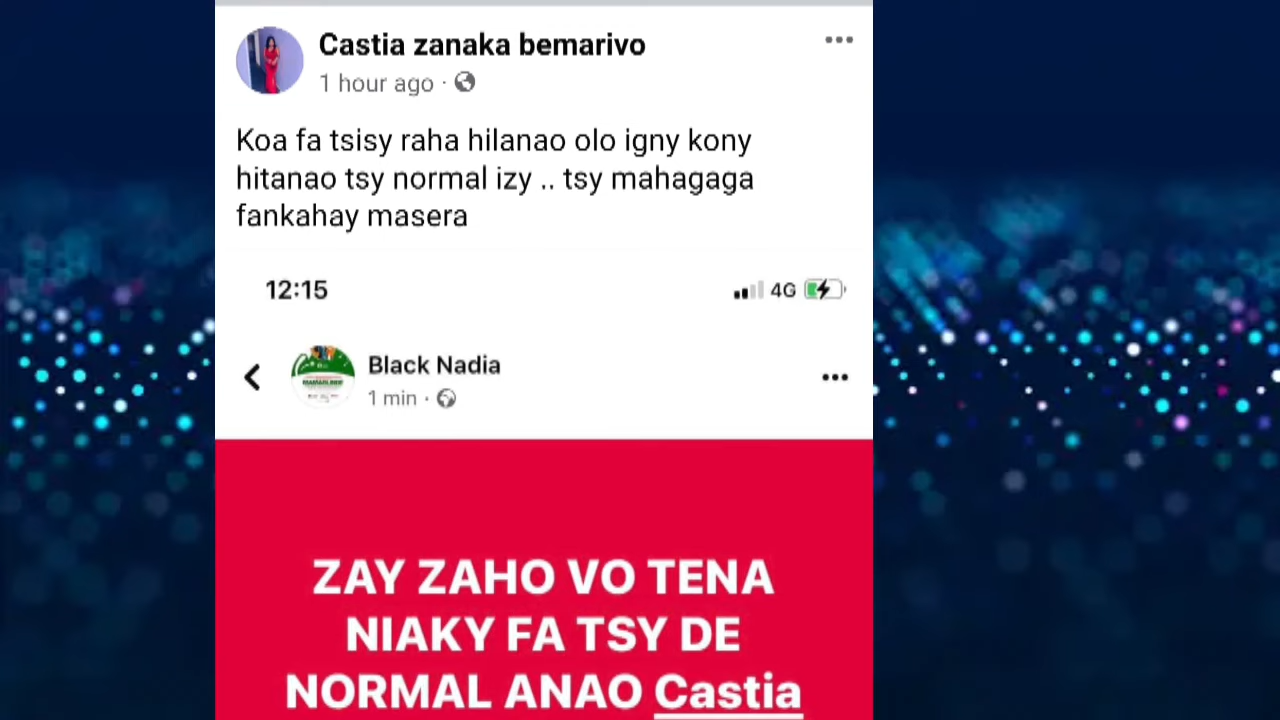 Castia zanaka bemarivo
1 hour ago ·
Koa fa tsisy raha hilanao olo igny kony
hitanao tsy normal izy .. tsy mahagaga
fankahay masera
12:15
4G
Black Nadia
1 min ·
ZAY ZAHO VO TENA
NIAKY FA TSY DE
NORMAL ANAO Castia